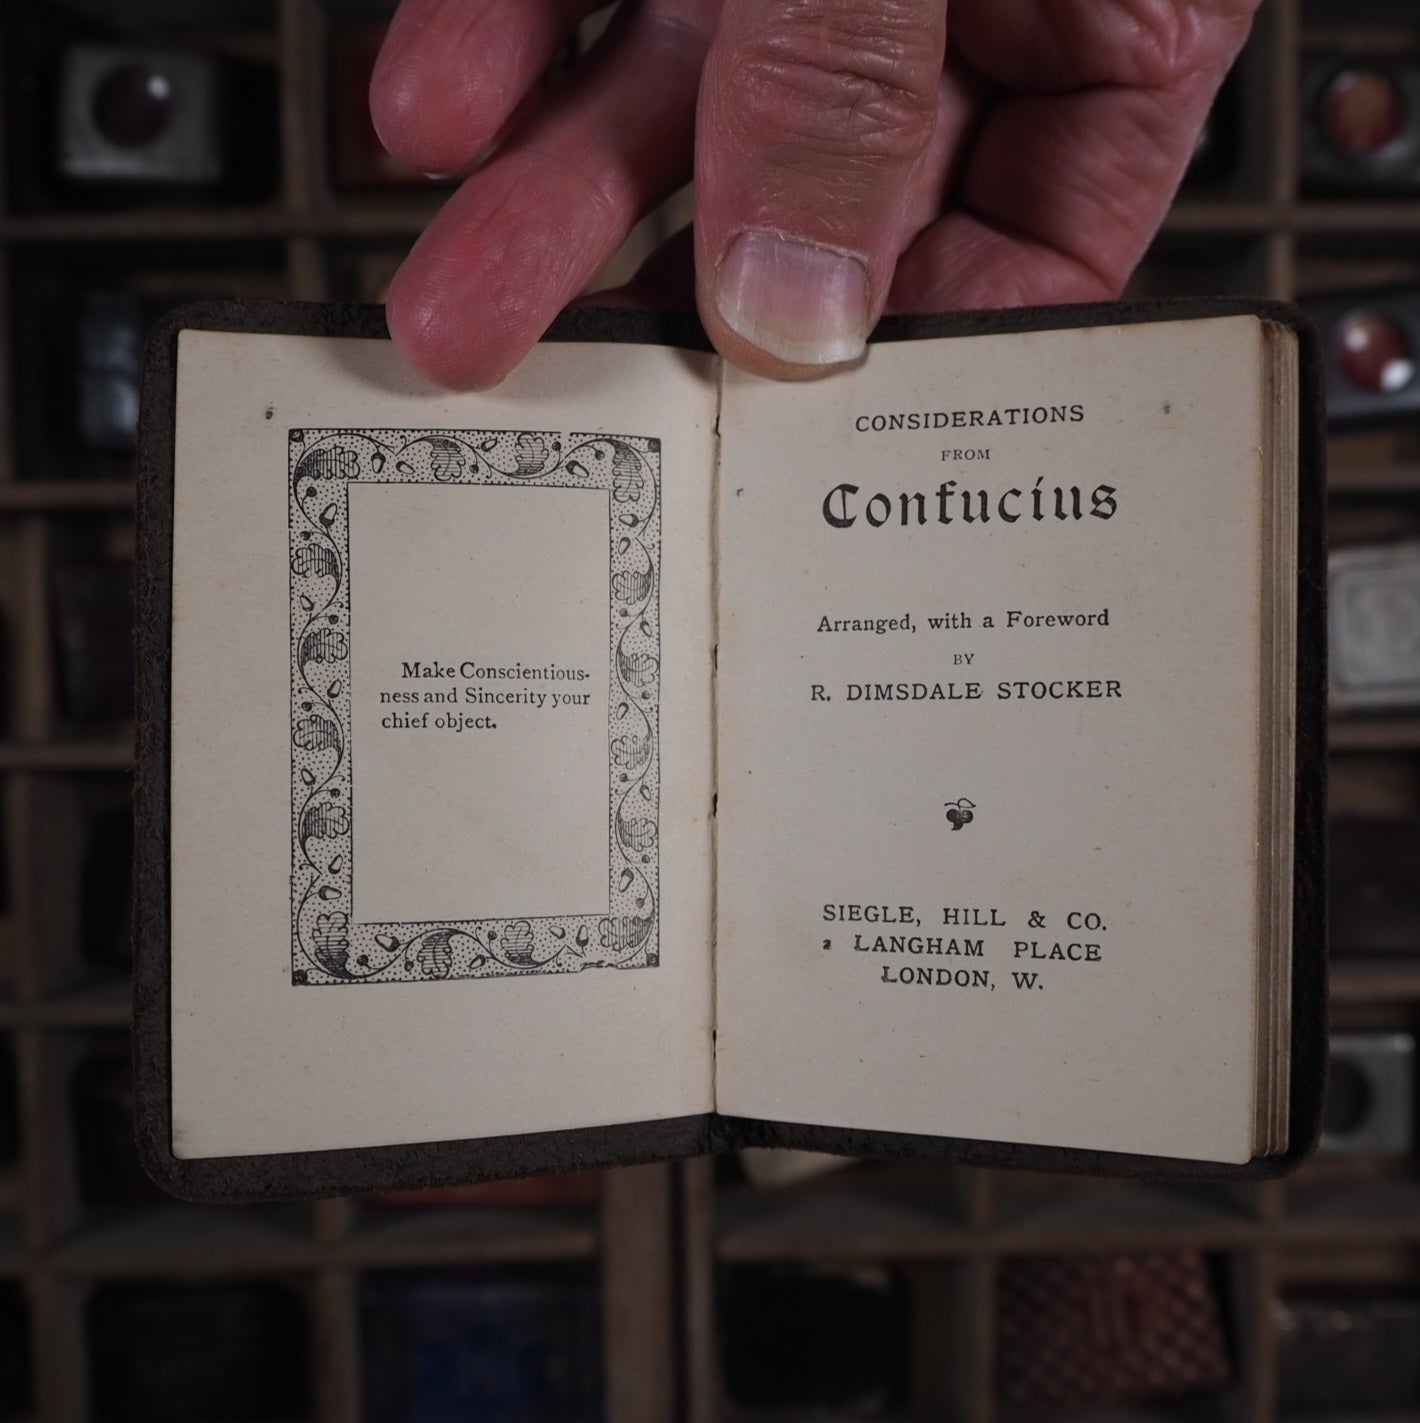 Make Conscientious-
ness and Sincerity your
chief object.
CONSIDERATIONS
FROM
Confucius
Arranged, with a Foreword
BY
R. DIMSDALE STOCKER
SIEGLE, HILL & CO.
2 LANGHAM PLACE
LONDON, W.